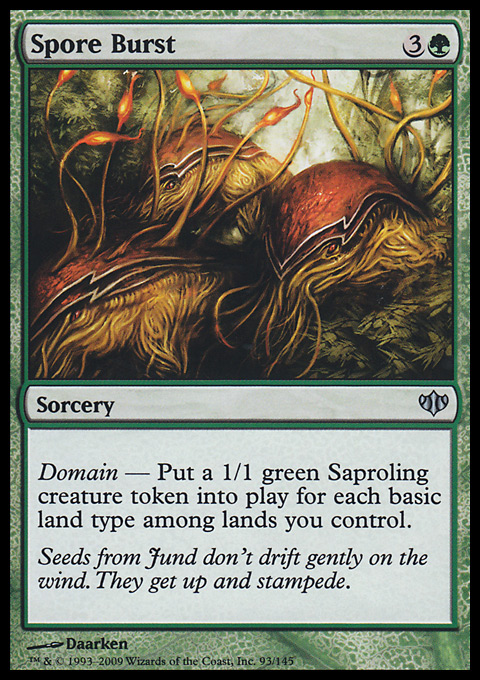 Spore Burst 3
Sorcery
Domain — Put a 1/1 green Saproling
creature token into play for each basic
land type among lands you control.
Seeds from Jund don't drift gently on the
wind. They get up and stampede.
Daarken
™ & © 1993–2009 Wizards of the Coast, Inc. 93/145